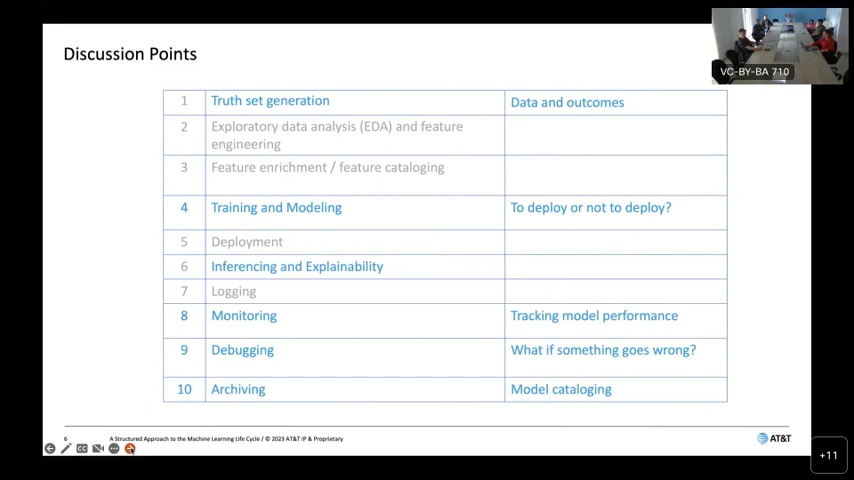 Discussion Points
VC-BY-BA 710
1 Truth set generation Data and outcomes
2 Exploratory data analysis (EDA) and feature
engineering
3 Feature enrichment / feature cataloging
4 Training and Modeling To deploy or not to deploy?
5 Deployment
6 Inferencing and Explainability
7 Logging
8 Monitoring Tracking model performance
9 Debugging What if something goes wrong?
10 Archiving Model cataloging
6 A Structured Approach to the Machine Learning Life Cycle / © 2023 AT&T IP & Proprietary
AT&T
CC
+11